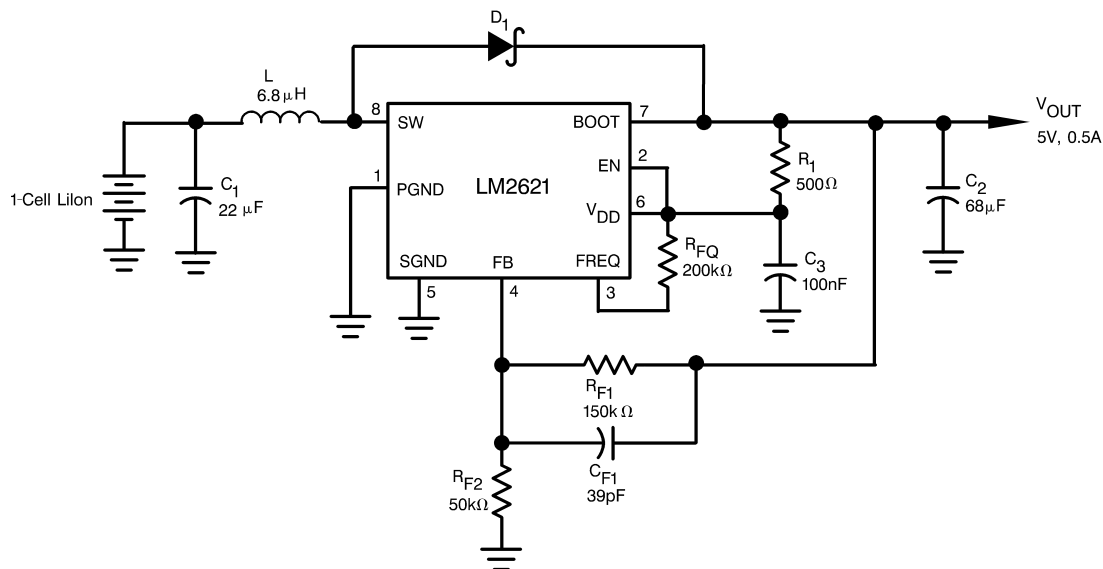 D1
L
6.8 μH
8
SW
BOOT
7
VOUT
5V, 0.5A
EN
2
R1
500Ω
1-Cell LiIon
C1
22 μF
1
PGND
LM2621
VDD
6
C2
68μF
RFQ
200kΩ
SGND
FB
FREQ
C3
100nF
5
4
3
RF1
150k Ω
CF1
39pF
RF2
50kΩ